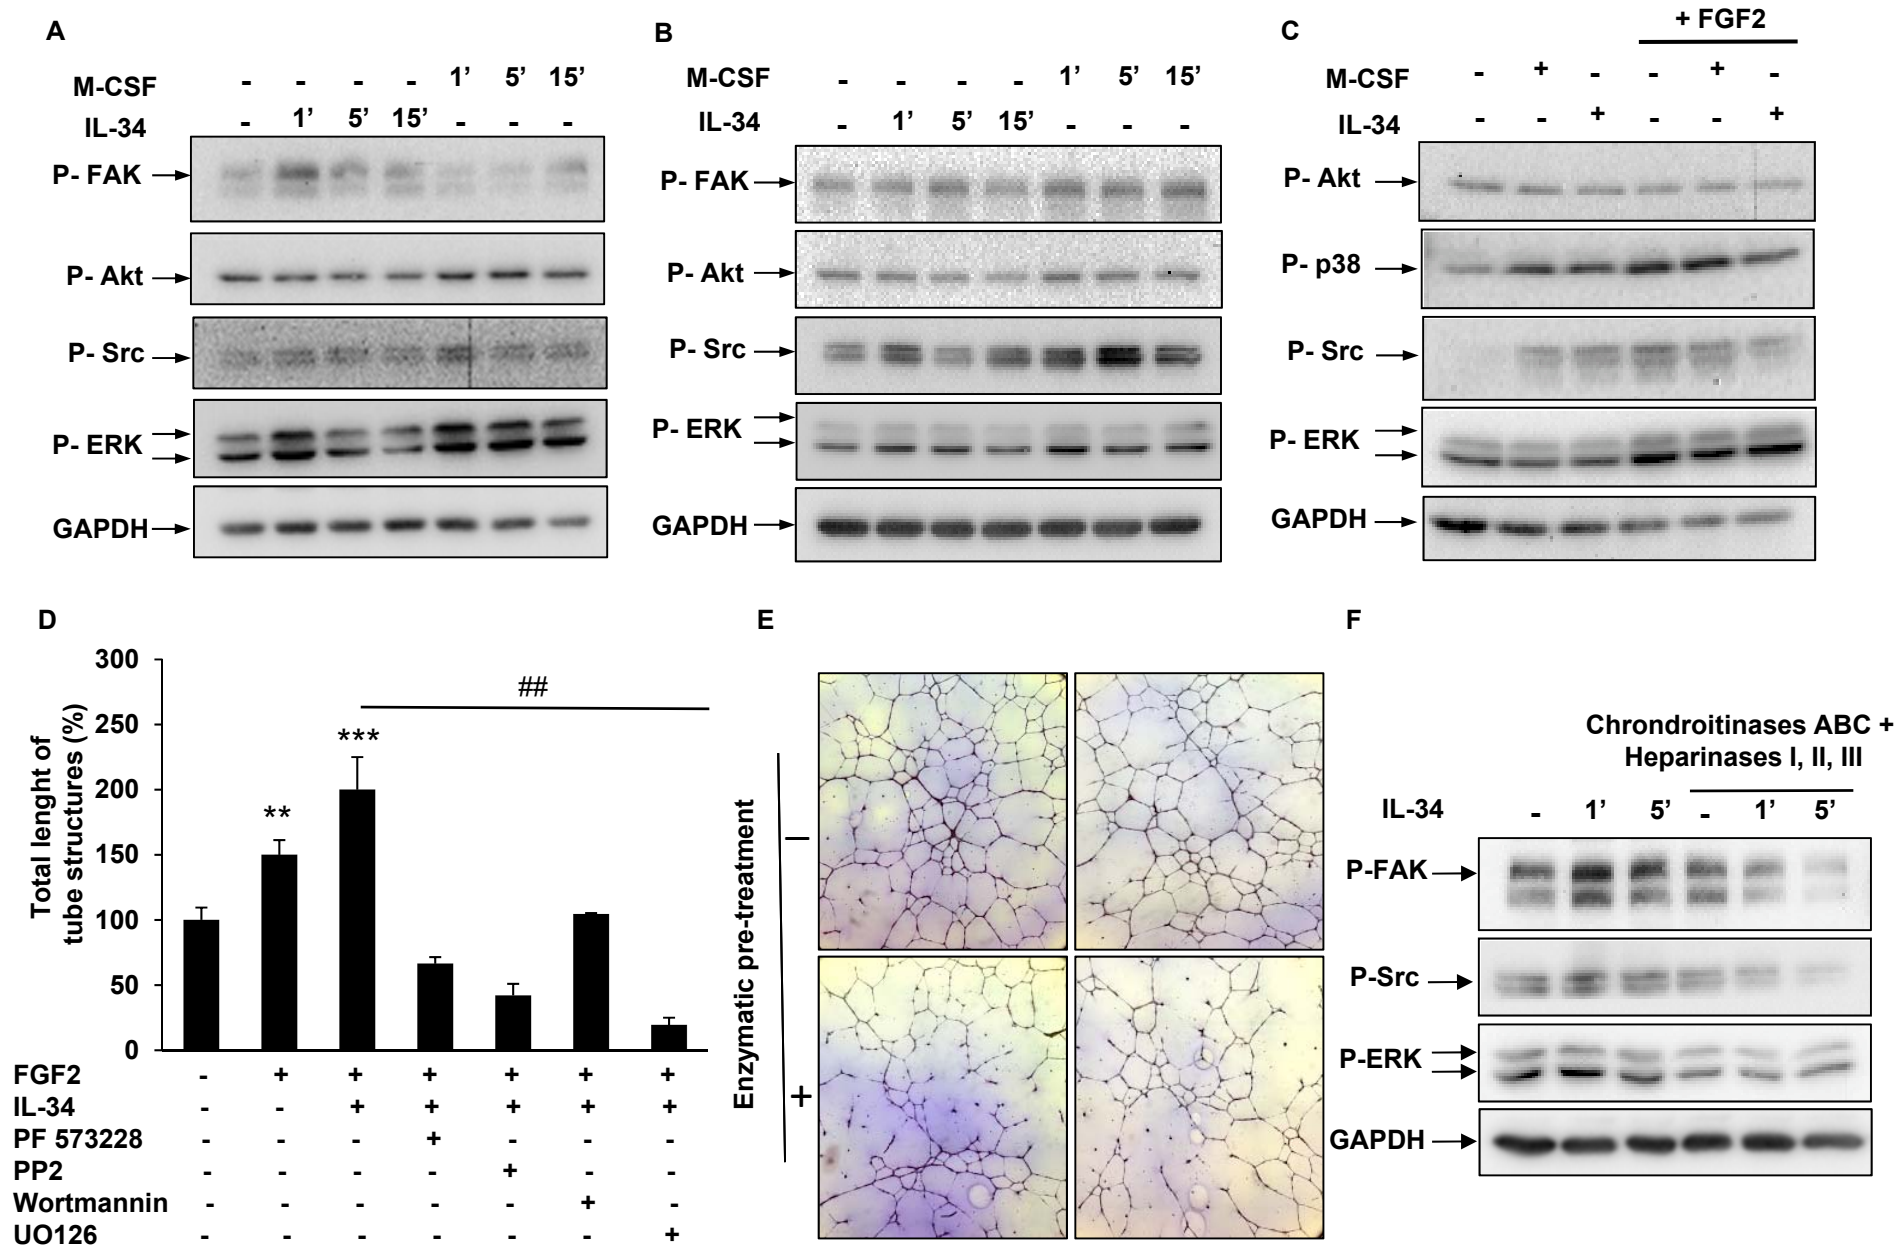 A
M-CSF - - - - 1’ 5’ 15’
IL-34 - 1’ 5’ 15’ - - -
P- FAK
P- Akt
P- Src
P- ERK
GAPDH
B
M-CSF - - - - 1’ 5’ 15’
IL-34 - 1’ 5’ 15’ - - -
P- FAK
P- Akt
P- Src
P- ERK
GAPDH
C
+ FGF2
M-CSF - + - - + -
IL-34 - - + - - +
P- Akt
P- p38
P- Src
P- ERK
GAPDH
D
Total lenght of
tube structures (%)
300
250
200
150
100
50
0
##
***
**
FGF2 - + + + + + +
IL-34 - - + + + + +
PF 573228 - - - + - - -
PP2 - - - - + - -
Wortmannin - - - - - + -
UO126 - - - - - - +
E
Enzymatic pre-treatment
–
+
F
Chrondroitinases ABC +
Heparinases I, II, III
IL-34 - 1’ 5’ - 1’ 5’
P-FAK
P-Src
P-ERK
GAPDH